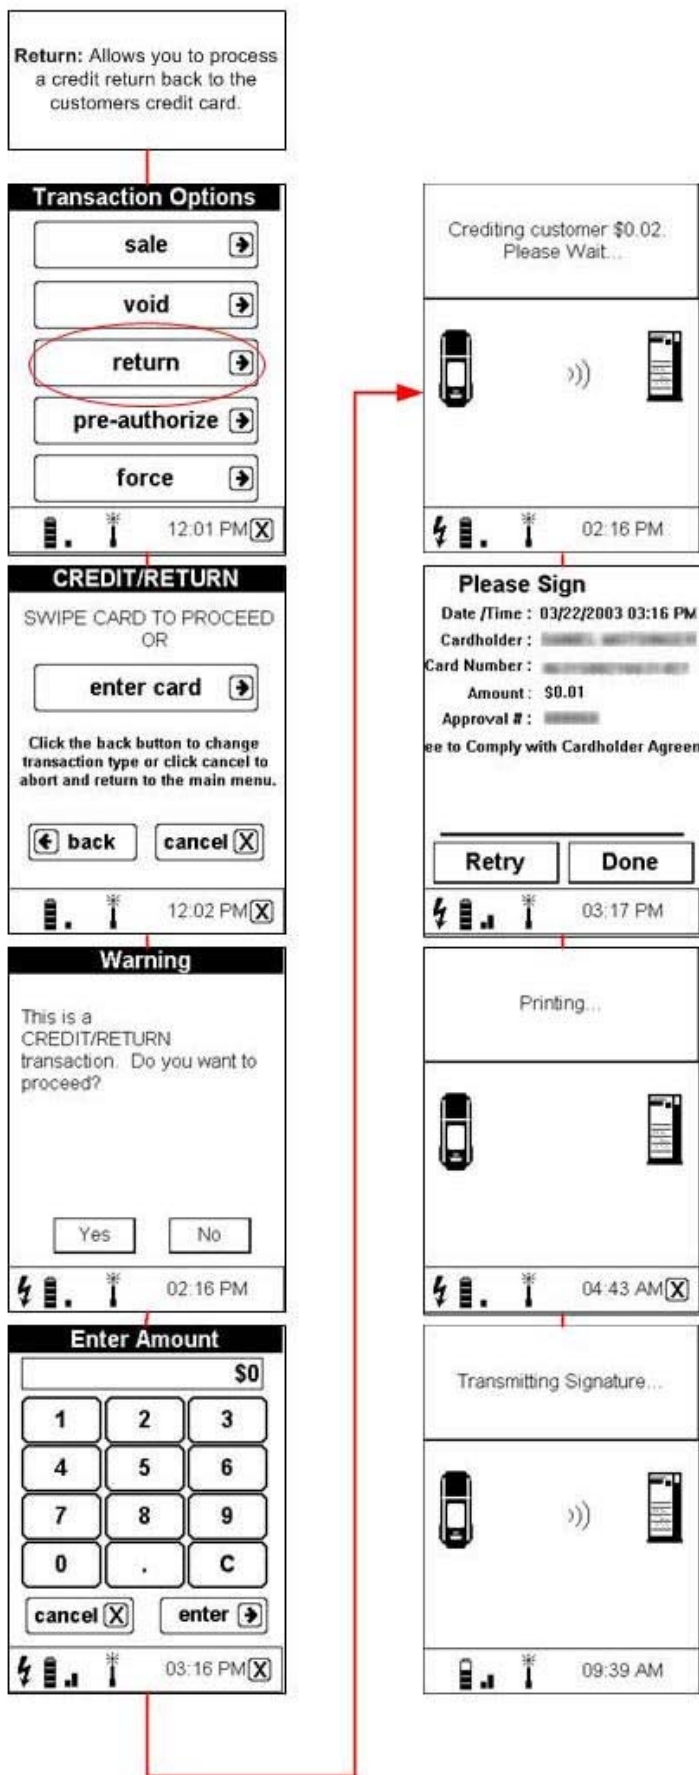 Return: Allows you to process
a credit return back to the
customers credit card.
Transaction Options
sale
void
return
pre-authorize
force
12:01 PM X
CREDIT/RETURN
SWIPE CARD TO PROCEED
OR
enter card
Click the back button to change
transaction type or click cancel to
abort and return to the main menu.
back cancel X
12:02 PM X
Warning
This is a
CREDIT/RETURN
transaction. Do you want to
proceed?
Yes No
02:16 PM
Enter Amount
$0
1 2 3
4 5 6
7 8 9
0 . C
cancel X enter
03:16 PM X
Crediting customer $0.02.
Please Wait...
02:16 PM
Please Sign
Date /Time : 03/22/2003 03:16 PM
Cardholder :
Card Number :
Amount : $0.01
Approval # :
ee to Comply with Cardholder Agreen
Retry Done
03:17 PM
Printing...
04:43 AM X
Transmitting Signature...
09:39 AM